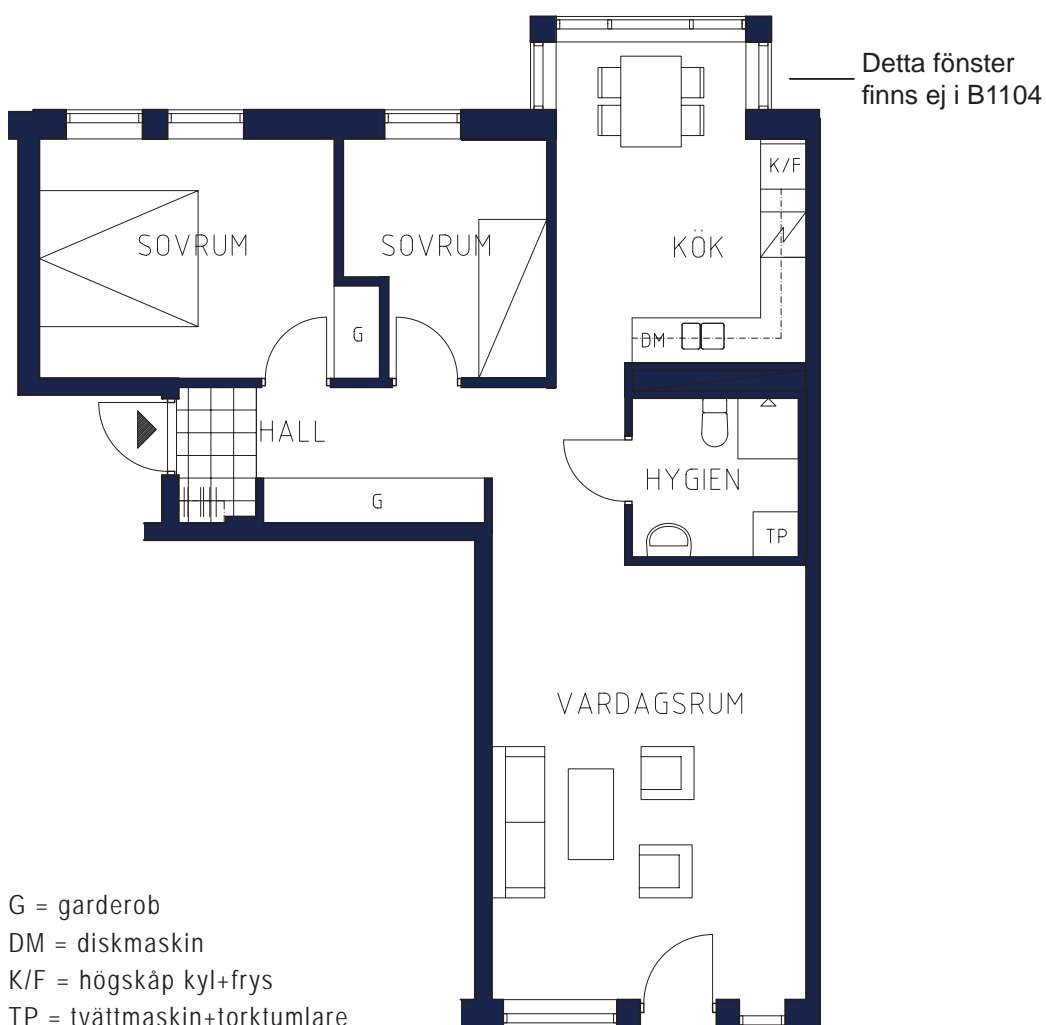 Detta fönster
finns ej i B1104
K/F
SOVRUM
SOVRUM
KÖK
G
DM
HALL
HYGIEN
G
TP
VARDAGSRUM
G = garderob
DM = diskmaskin
K/F = högskåp kyl+frys
TP = tvättmaskin+torktumlare